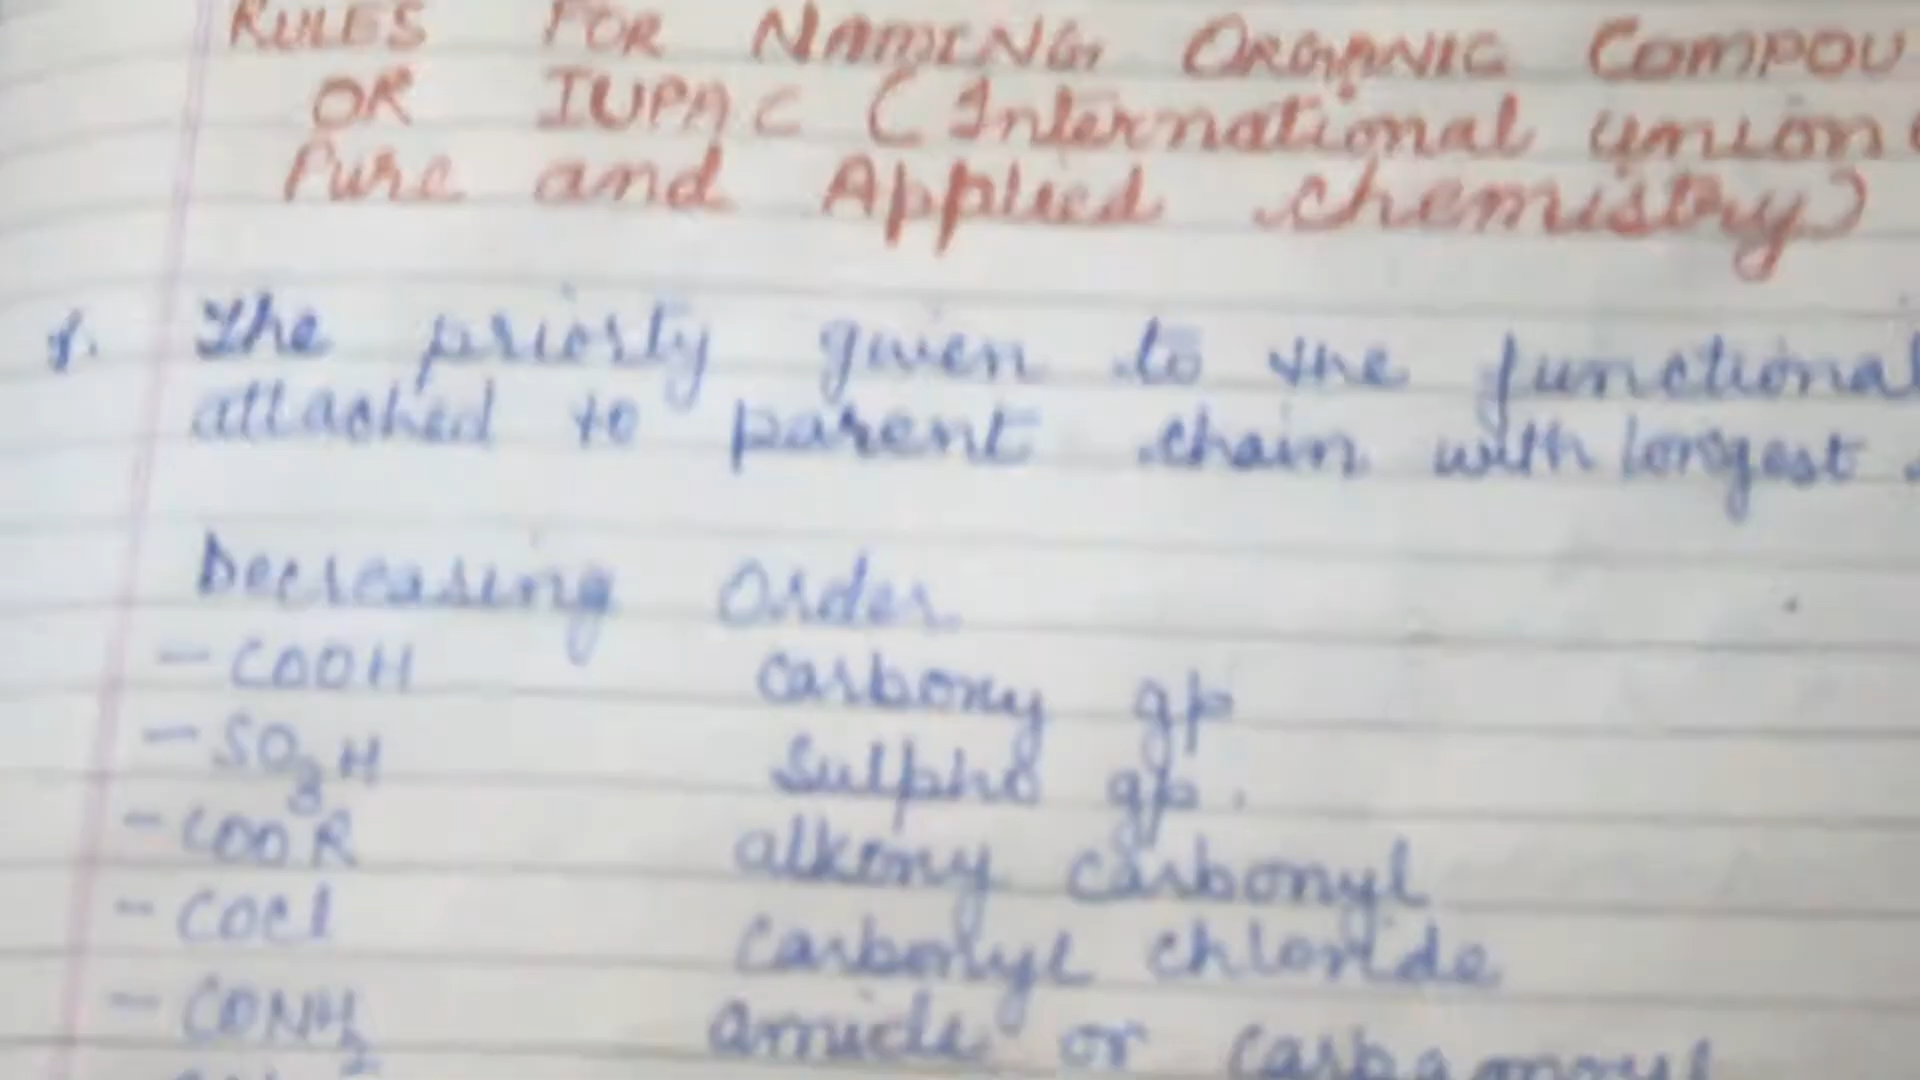 RULES FOR NAMING ORGANIC COMPOU
OR IUPAC (International Union
Pure and Applied chemistry)
1. The priorty given to the functional
attached to parent chain with longest
Decreasing Order
- COOH carboxy gp
- SO3H Sulpho gp.
- COOR alkoxy carbonyl
- COCl carbonyl chloride
- CONH2 amide or carbamoyl